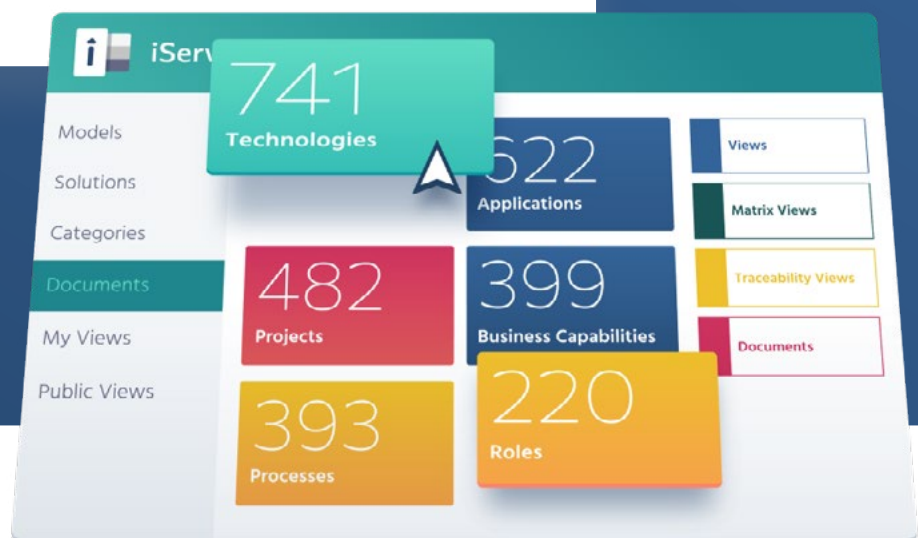 î
iSer
741
Technologies
Models
Solutions
Categories
Documents
My Views
Public Views
622
Applications
482
Projects
399
Business Capabilities
393
Processes
220
Roles
Views
Matrix Views
Traceability Views
Documents